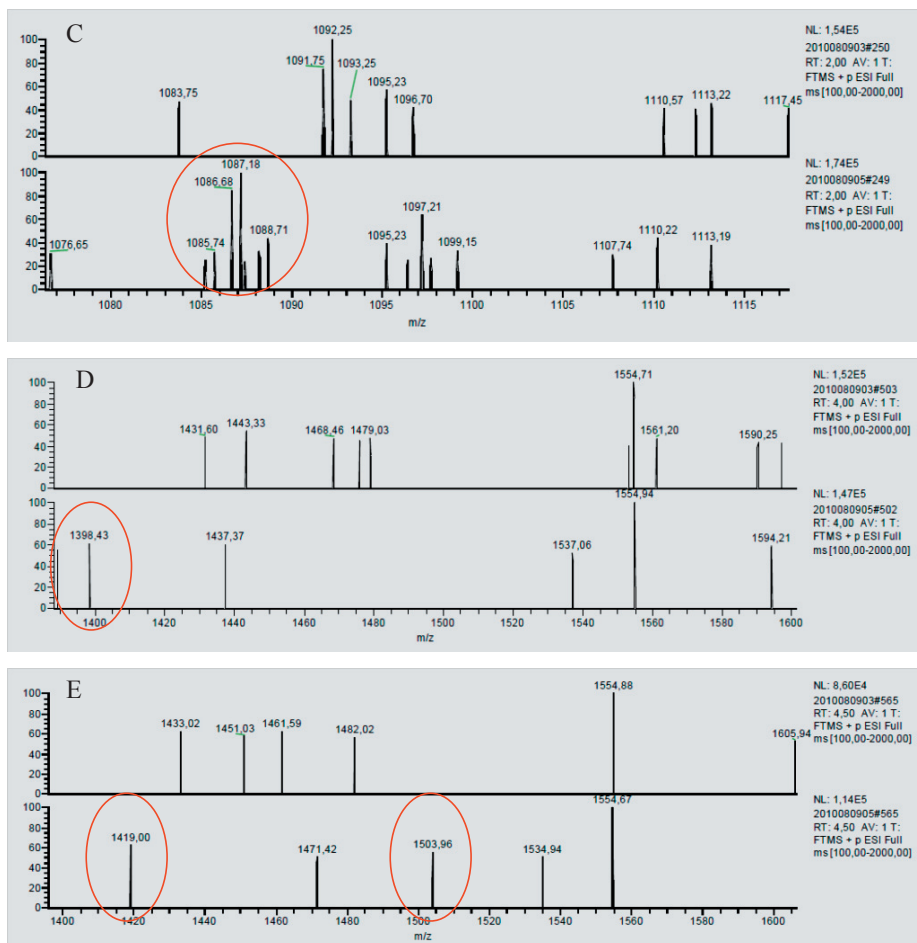 C
NL: 1,54E5
2010080903#250
RT: 2,00 AV: 1 T:
FTMS + p ESI Full
ms [100,00-2000,00]
100
80
60
40
20
0
1083,75
1091,75
1092,25
1093,25
1095,23
1096,70
1110,57
1113,22
1117,45
NL: 1,74E5
2010080905#249
RT: 2,00 AV: 1 T:
FTMS + p ESI Full
ms [100,00-2000,00]
100
80
60
40
20
0
1076,65
1085,74
1086,68
1087,18
1088,71
1095,23
1097,21
1099,15
1107,74
1110,22
1113,19
1080 1085 1090 1095 1100 1105 1110 1115
m/z
D
NL: 1,52E5
2010080903#503
RT: 4,00 AV: 1 T:
FTMS + p ESI Full
ms [100,00-2000,00]
100
80
60
40
20
0
1431,60
1443,33
1468,46
1479,03
1554,71
1561,20
1590,25
NL: 1,47E5
2010080905#502
RT: 4,00 AV: 1 T:
FTMS + p ESI Full
ms [100,00-2000,00]
100
80
60
40
20
0
1398,43
1437,37
1537,06
1554,94
1594,21
1400 1420 1440 1460 1480 1500 1520 1540 1560 1580 1600
m/z
E
NL: 8,60E4
2010080903#565
RT: 4,50 AV: 1 T:
FTMS + p ESI Full
ms [100,00-2000,00]
100
80
60
40
20
0
1433,02
1451,03
1461,59
1482,02
1554,88
1605,94
NL: 1,14E5
2010080905#565
RT: 4,50 AV: 1 T:
FTMS + p ESI Full
ms [100,00-2000,00]
100
80
60
40
20
0
1419,00
1471,42
1503,96
1534,94
1554,67
1400 1420 1440 1460 1480 1500 1520 1540 1560 1580 1600
m/z